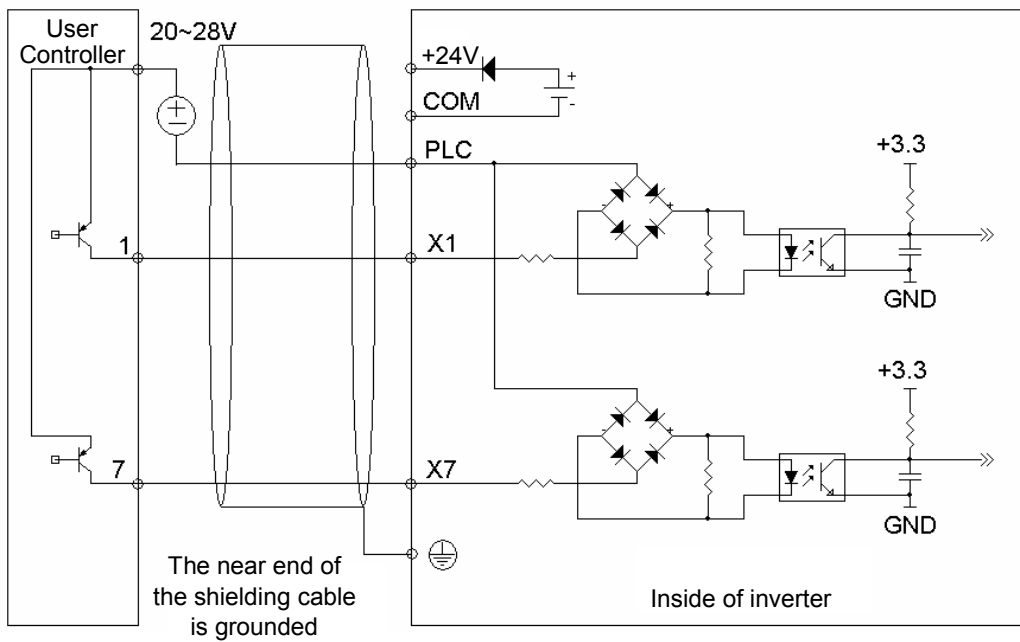 User
Controller
20~28V
+24V
COM
PLC
+3.3
1
X1
GND
+3.3
7
X7
GND
The near end of
the shielding cable
is grounded
Inside of inverter